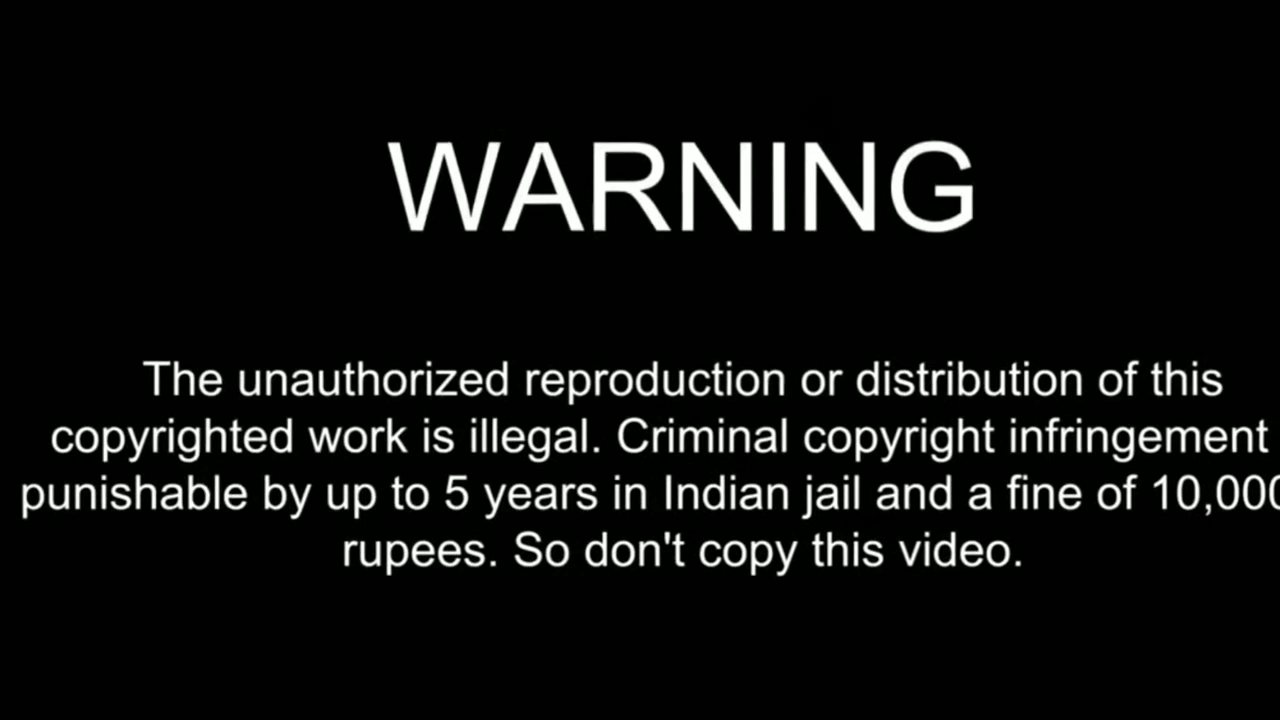 WARNING
The unauthorized reproduction or distribution of this
copyrighted work is illegal. Criminal copyright infringement
punishable by up to 5 years in Indian jail and a fine of 10,000
rupees. So don't copy this video.